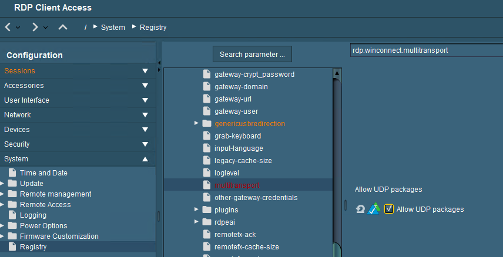 RDP Client Access
/ System Registry
Configuration
Sessions
Accessories
User Interface
Network
Devices
Security
System
Time and Date
Update
Remote management
Remote Access
Logging
Power Options
Firmware Customization
Registry
Search parameter ...
gateway-crypt_password
gateway-domain
gateway-url
gateway-user
genericusbredirection
grab-keyboard
input-language
legacy-cache-size
loglevel
multitransport
other-gateway-credentials
plugins
rdpeai
remotefx-ack
remotefx-cache-size
rdp.winconnect.multitransport
Allow UDP packages
Allow UDP packages